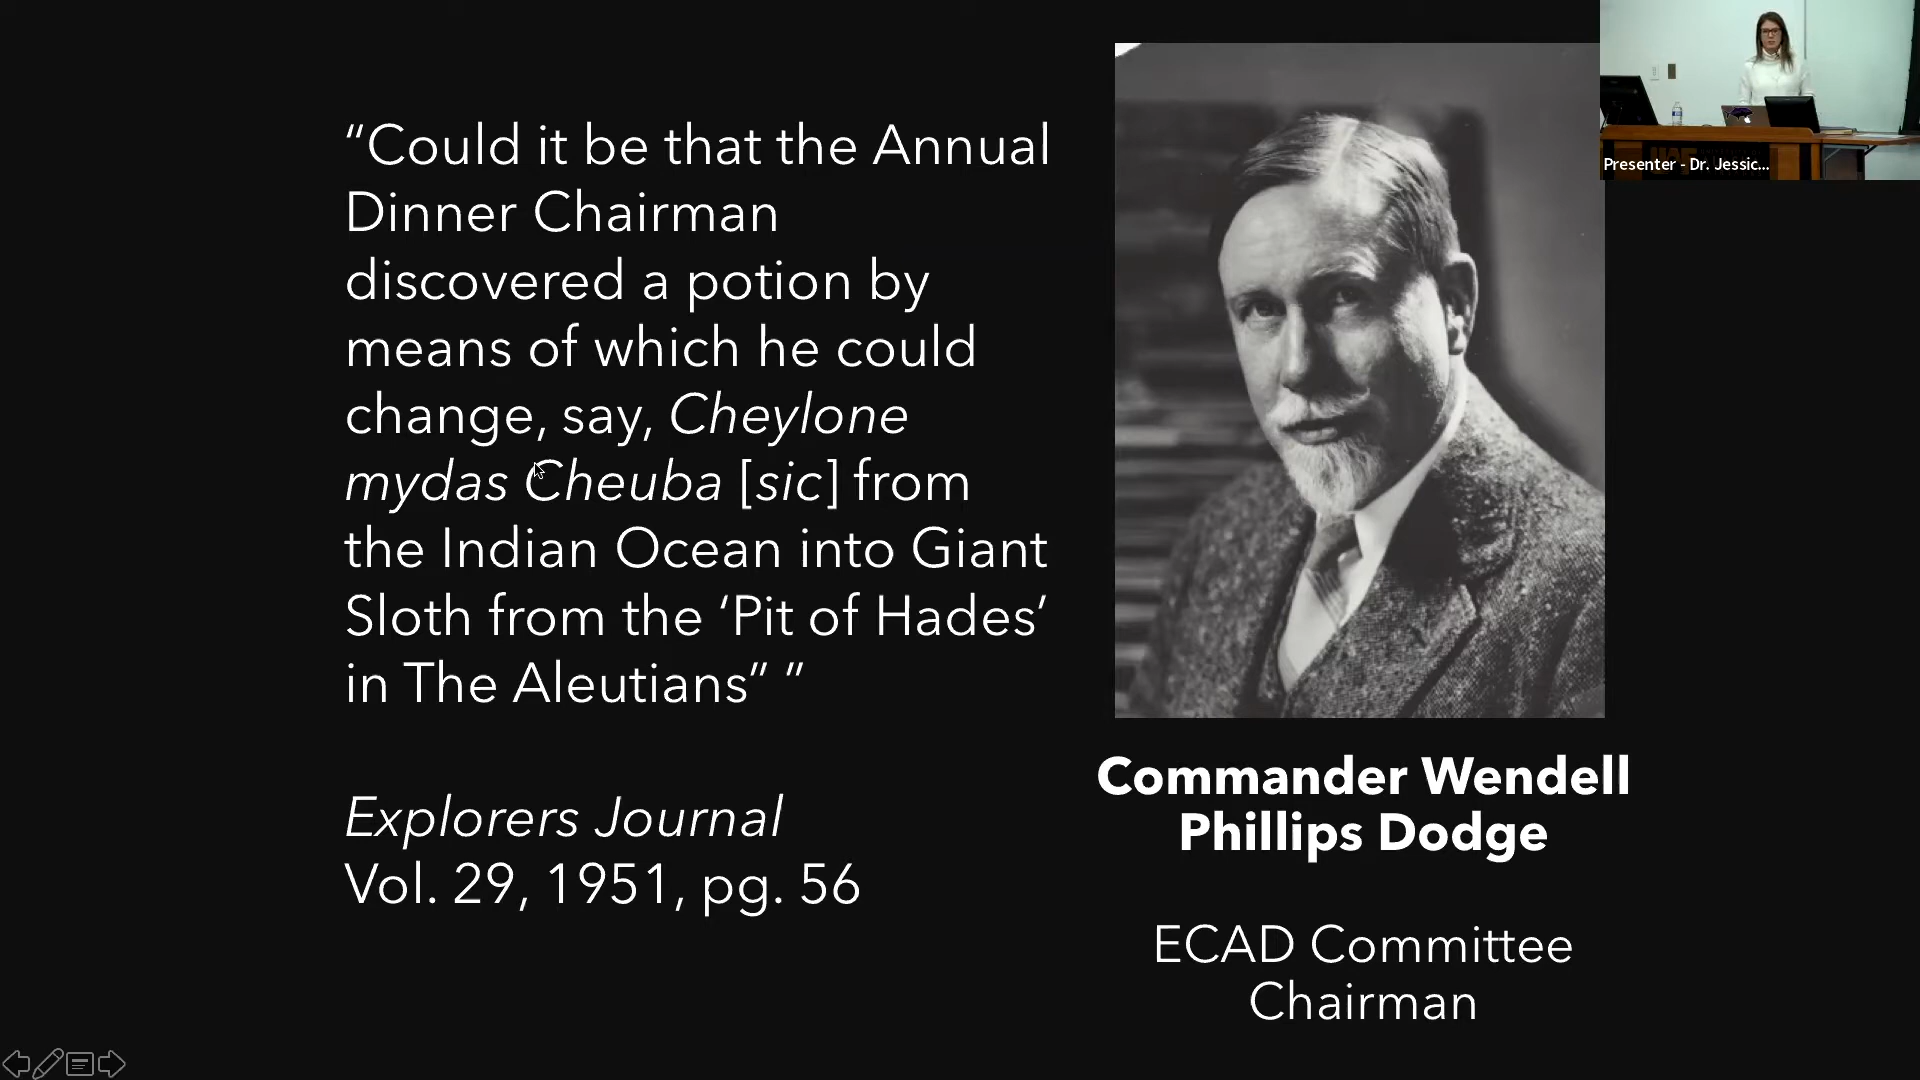 “Could it be that the Annual
Dinner Chairman
discovered a potion by
means of which he could
change, say, Cheylone
mydas Cheuba [sic] from
the Indian Ocean into Giant
Sloth from the ‘Pit of Hades’
in The Aleutians” ”
Explorers Journal
Vol. 29, 1951, pg. 56
Commander Wendell
Phillips Dodge
ECAD Committee
Chairman
Presenter - Dr. Jessic...